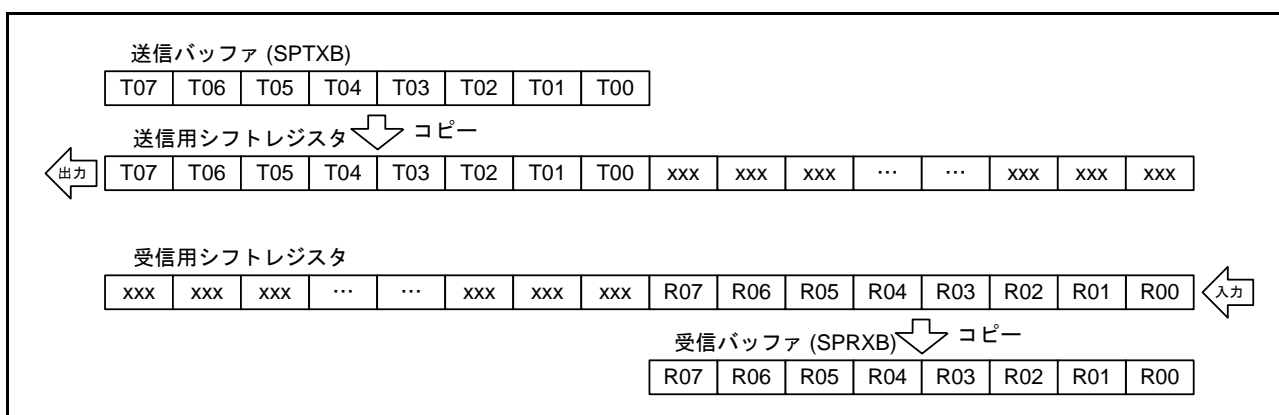 送信バッファ (SPTXB)
T07 T06 T05 T04 T03 T02 T01 T00
コピー
送信用シフトレジスタ
出力 T07 T06 T05 T04 T03 T02 T01 T00 xxx xxx xxx … … xxx xxx xxx
受信用シフトレジスタ
xxx xxx xxx … … xxx xxx xxx R07 R06 R05 R04 R03 R02 R01 R00 入力
コピー
受信バッファ (SPRXB)
R07 R06 R05 R04 R03 R02 R01 R00